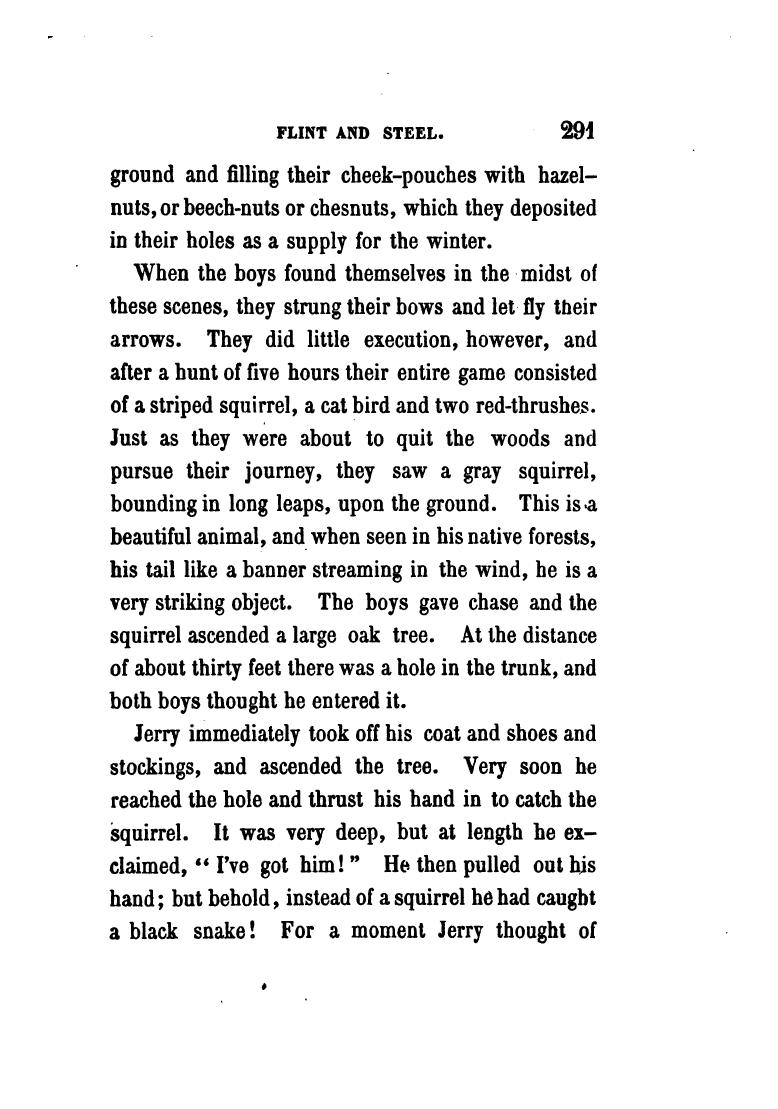 FLINT AND STEEL. 291
ground and filling their cheek-pouches with hazel-
nuts, or beech-nuts or chesnuts, which they deposited
in their holes as a supply for the winter.
When the boys found themselves in the midst of
these scenes, they strung their bows and let fly their
arrows. They did little execution, however, and
after a hunt of five hours their entire game consisted
of a striped squirrel, a cat bird and two red-thrushes.
Just as they were about to quit the woods and
pursue their journey, they saw a gray squirrel,
bounding in long leaps, upon the ground. This is a
beautiful animal, and when seen in his native forests,
his tail like a banner streaming in the wind, he is a
very striking object. The boys gave chase and the
squirrel ascended a large oak tree. At the distance
of about thirty feet there was a hole in the trunk, and
both boys thought he entered it.
Jerry immediately took off his coat and shoes and
stockings, and ascended the tree. Very soon he
reached the hole and thrust his hand in to catch the
squirrel. It was very deep, but at length he ex-
claimed, “ I’ve got him! ” He then pulled out his
hand; but behold, instead of a squirrel he had caught
a black snake! For a moment Jerry thought of